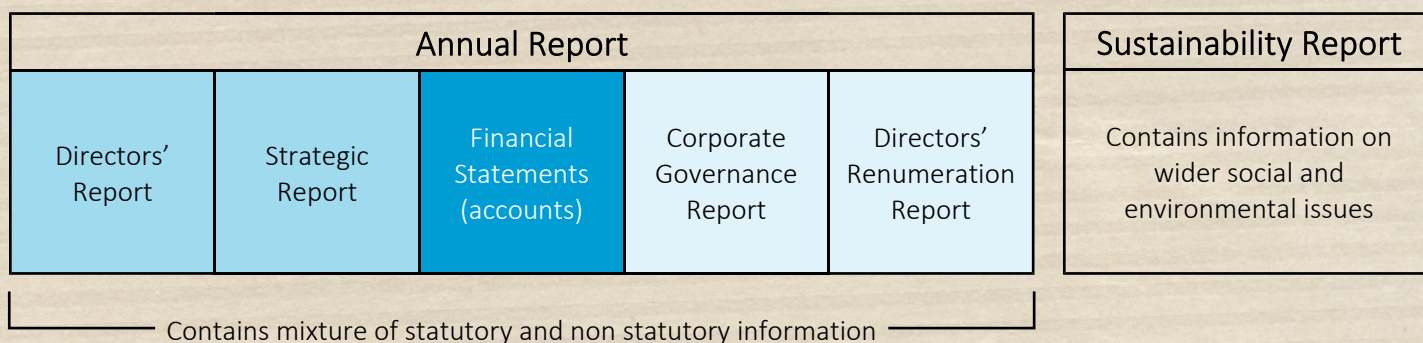 Annual Report
Directors’
Report
Strategic
Report
Financial
Statements
(accounts)
Corporate
Governance
Report
Directors’
Renumeration
Report
Contains mixture of statutory and non statutory information
Sustainability Report
Contains information on
wider social and
environmental issues